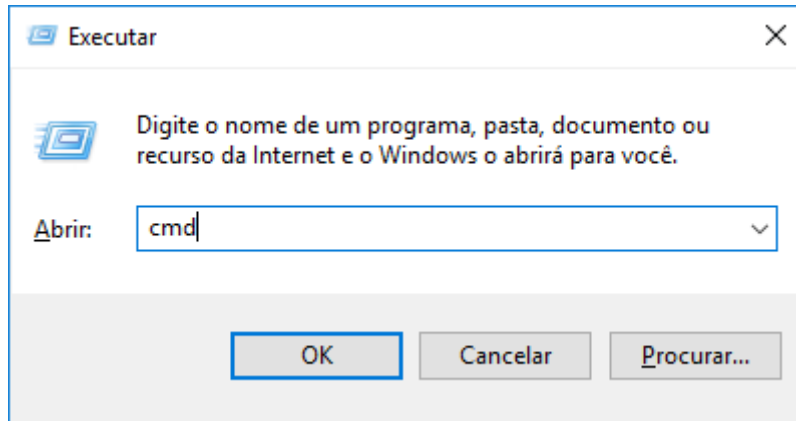 Executar
Digite o nome de um programa, pasta, documento ou
recurso da Internet e o Windows o abrirá para você.
Abrir: cmd
OK Cancelar Procurar...